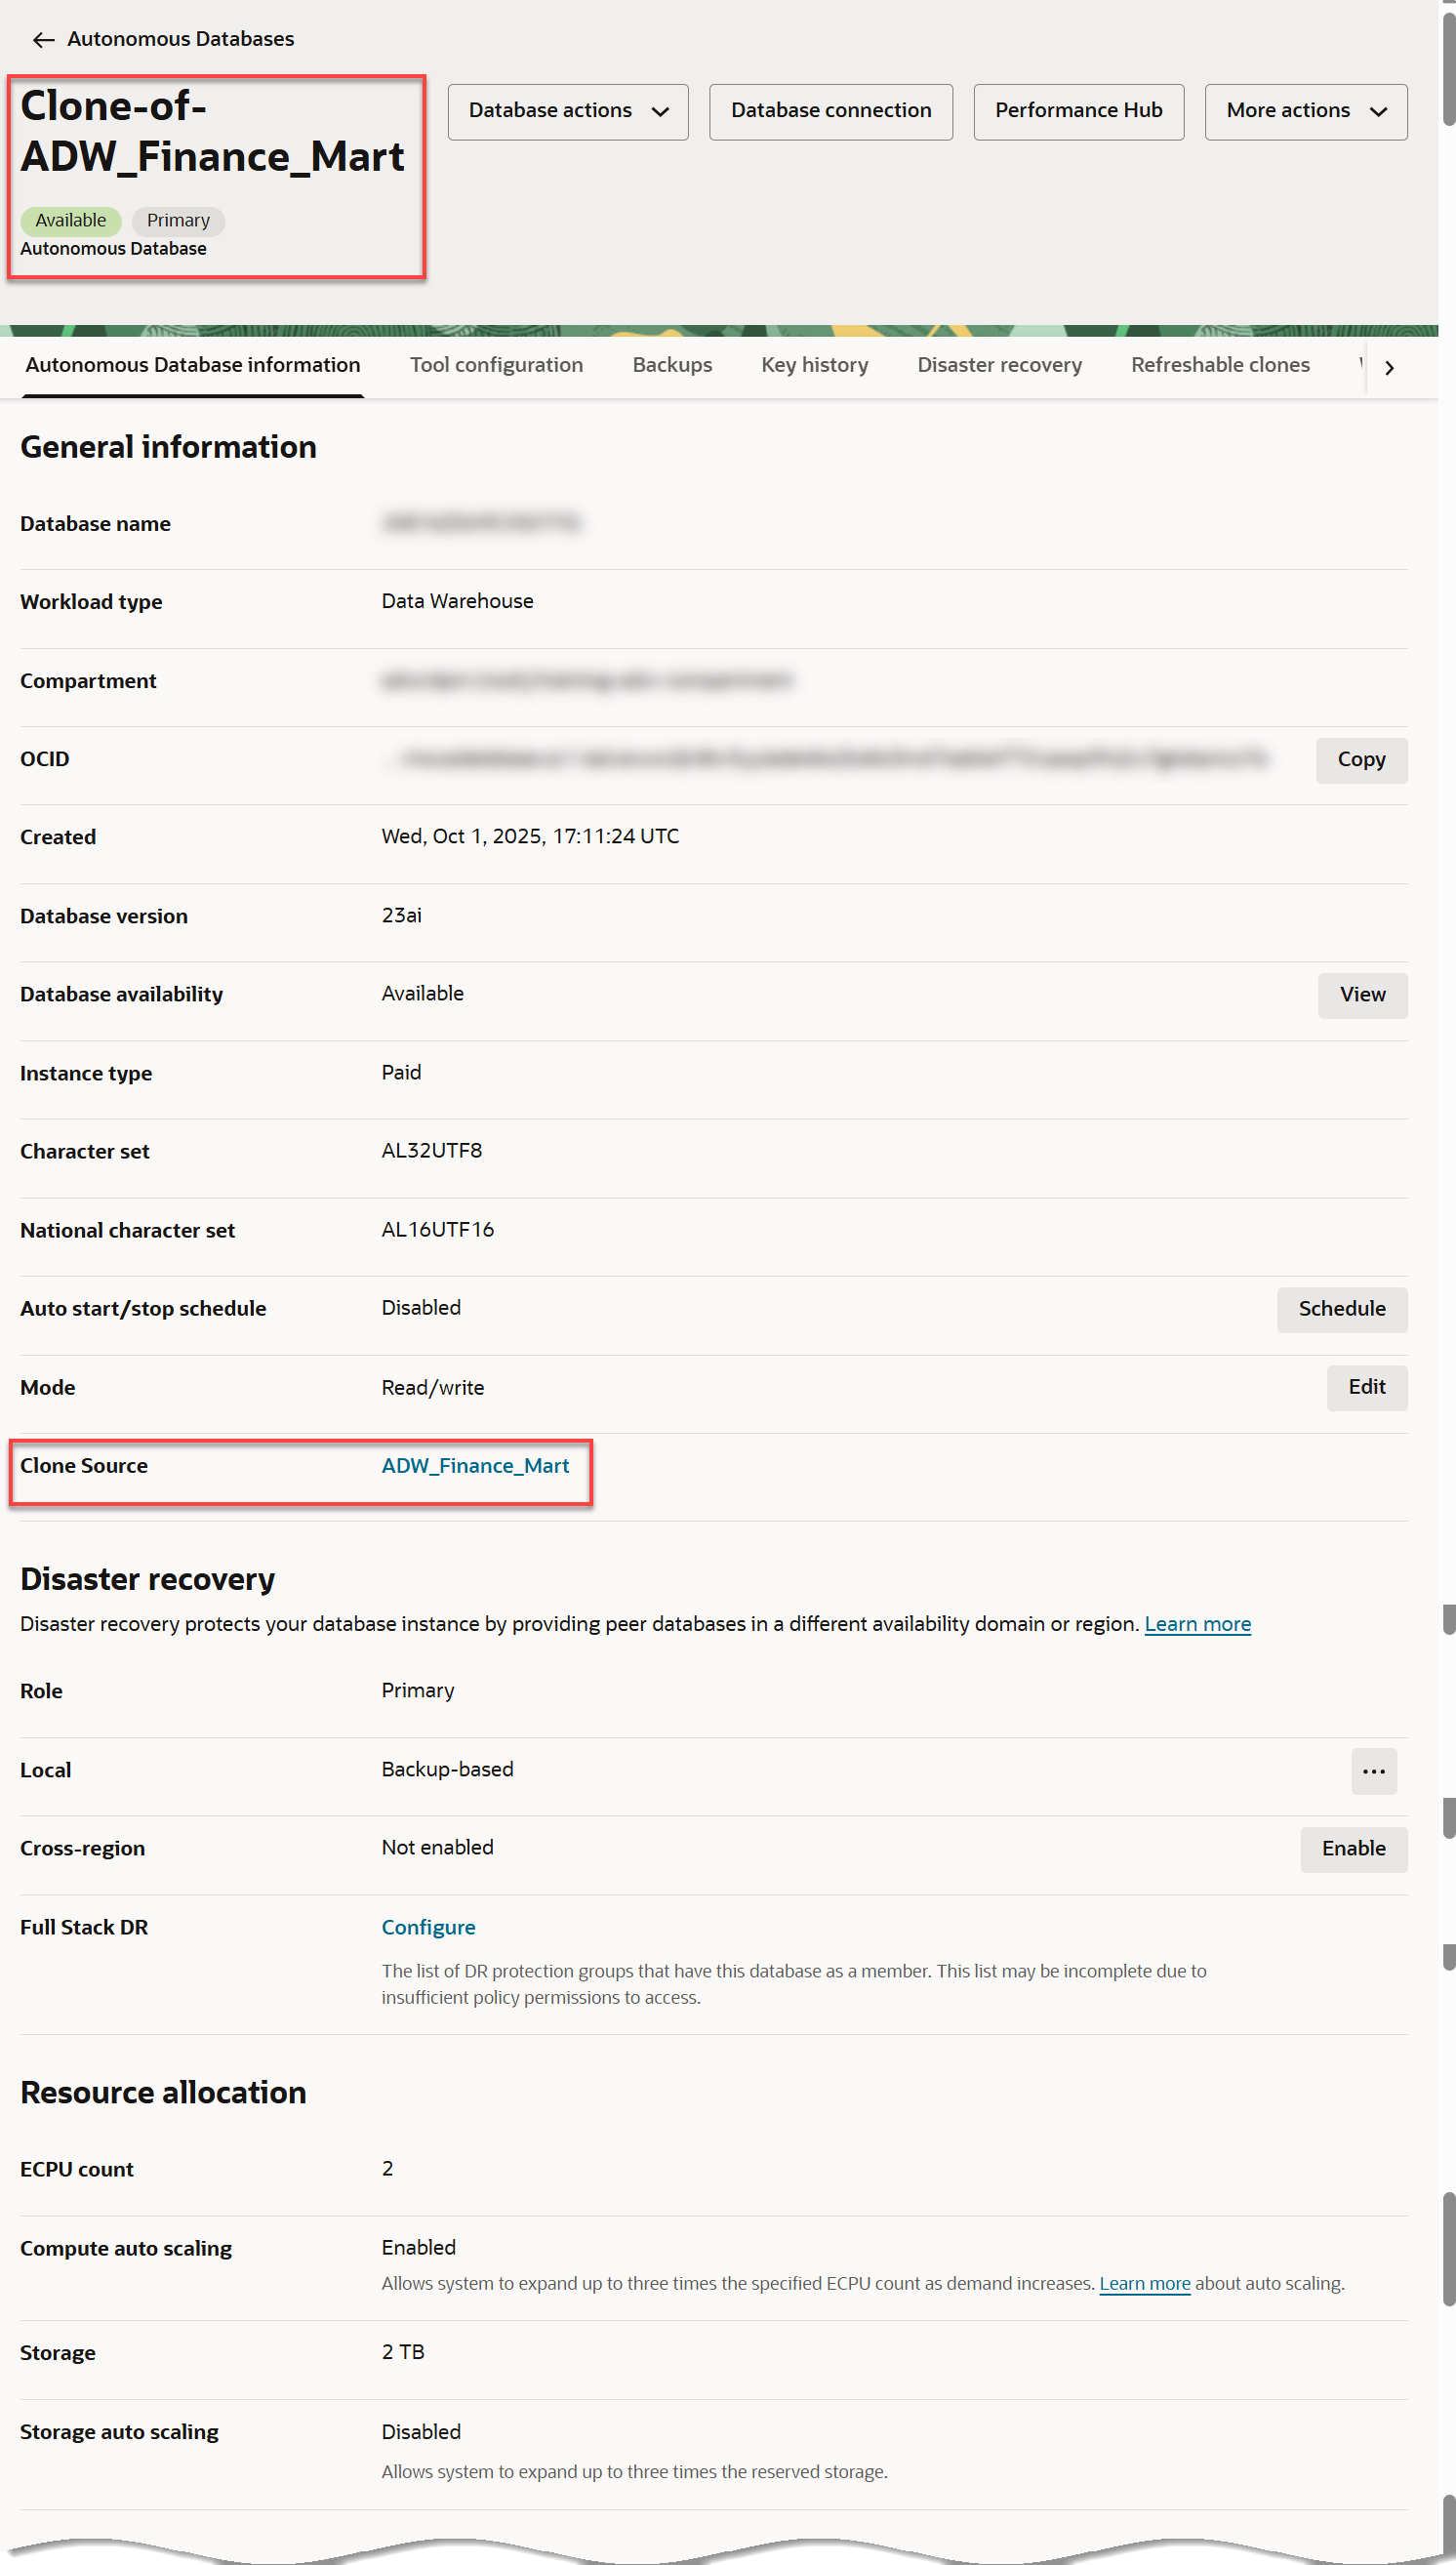 Autonomous Databases
Clone-of-
ADW_Finance_Mart
Database actions
Database connection
Performance Hub
More actions
Available
Primary
Autonomous Database
Autonomous Database information
Tool configuration
Backups
Key history
Disaster recovery
Refreshable clones
General information
Database name
Workload type
Data Warehouse
Compartment
OCID
Copy
Created
Wed, Oct 1, 2025, 17:11:24 UTC
Database version
23ai
Database availability
Available
View
Instance type
Paid
Character set
AL32UTF8
National character set
AL16UTF16
Auto start/stop schedule
Disabled
Schedule
Mode
Read/write
Edit
Clone Source
ADW_Finance_Mart
Disaster recovery
Disaster recovery protects your database instance by providing peer databases in a different availability domain or region. Learn more
Role
Primary
Local
Backup-based
Cross-region
Not enabled
Enable
Full Stack DR
Configure
The list of DR protection groups that have this database as a member. This list may be incomplete due to
insufficient policy permissions to access.
Resource allocation
ECPU count
2
Compute auto scaling
Enabled
Allows system to expand up to three times the specified ECPU count as demand increases. Learn more about auto scaling.
Storage
2 TB
Storage auto scaling
Disabled
Allows system to expand up to three times the reserved storage.